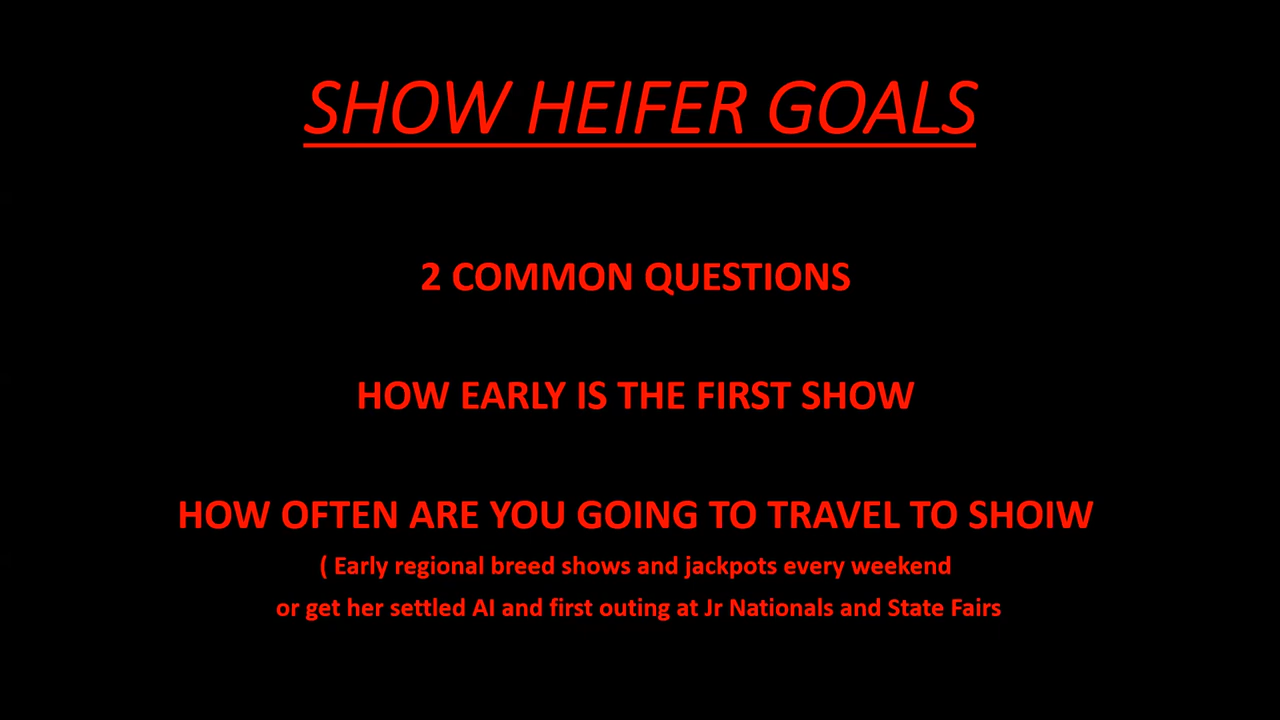 SHOW HEIFER GOALS
2 COMMON QUESTIONS
HOW EARLY IS THE FIRST SHOW
HOW OFTEN ARE YOU GOING TO TRAVEL TO SHOIW
( Early regional breed shows and jackpots every weekend
or get her settled AI and first outing at Jr Nationals and State Fairs